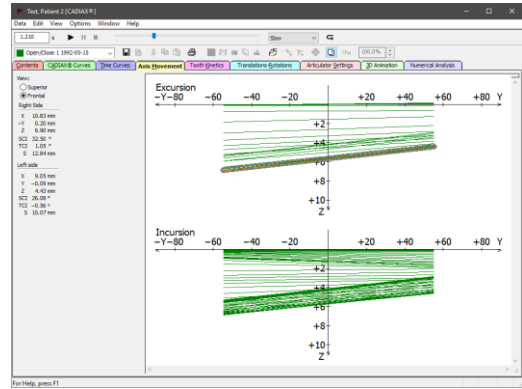 Test, Patient 2 [CADIAX®]
Data Edit View Options Window Help
1.210 s Slow
Open/Close 1 1992-05-15 100.0%
Contents CADIAX® Curves Time Curves Axis Movement Tooth Kinetics Translations-Rotations Articulator Settings 3D Animation Numerical Analysis
View:
Superior
Frontal
Right Side
X 10.83 mm
-Y 0.20 mm
Z 6.90 mm
SCI 32.50 °
TCI 1.03 °
S 12.84 mm
Left side
X 9.05 mm
Y -0.09 mm
Z 4.43 mm
SCI 26.08 °
TCI -0.56 °
S 10.07 mm
Excursion
-Y -80 -60 -40 -20 +20 +40 +60 +80 Y
+2
+4
+6
+8
+10
Z
Incursion
-Y -80 -60 -40 -20 +20 +40 +60 +80 Y
+2
+4
+6
+8
+10
Z
For Help, press F1